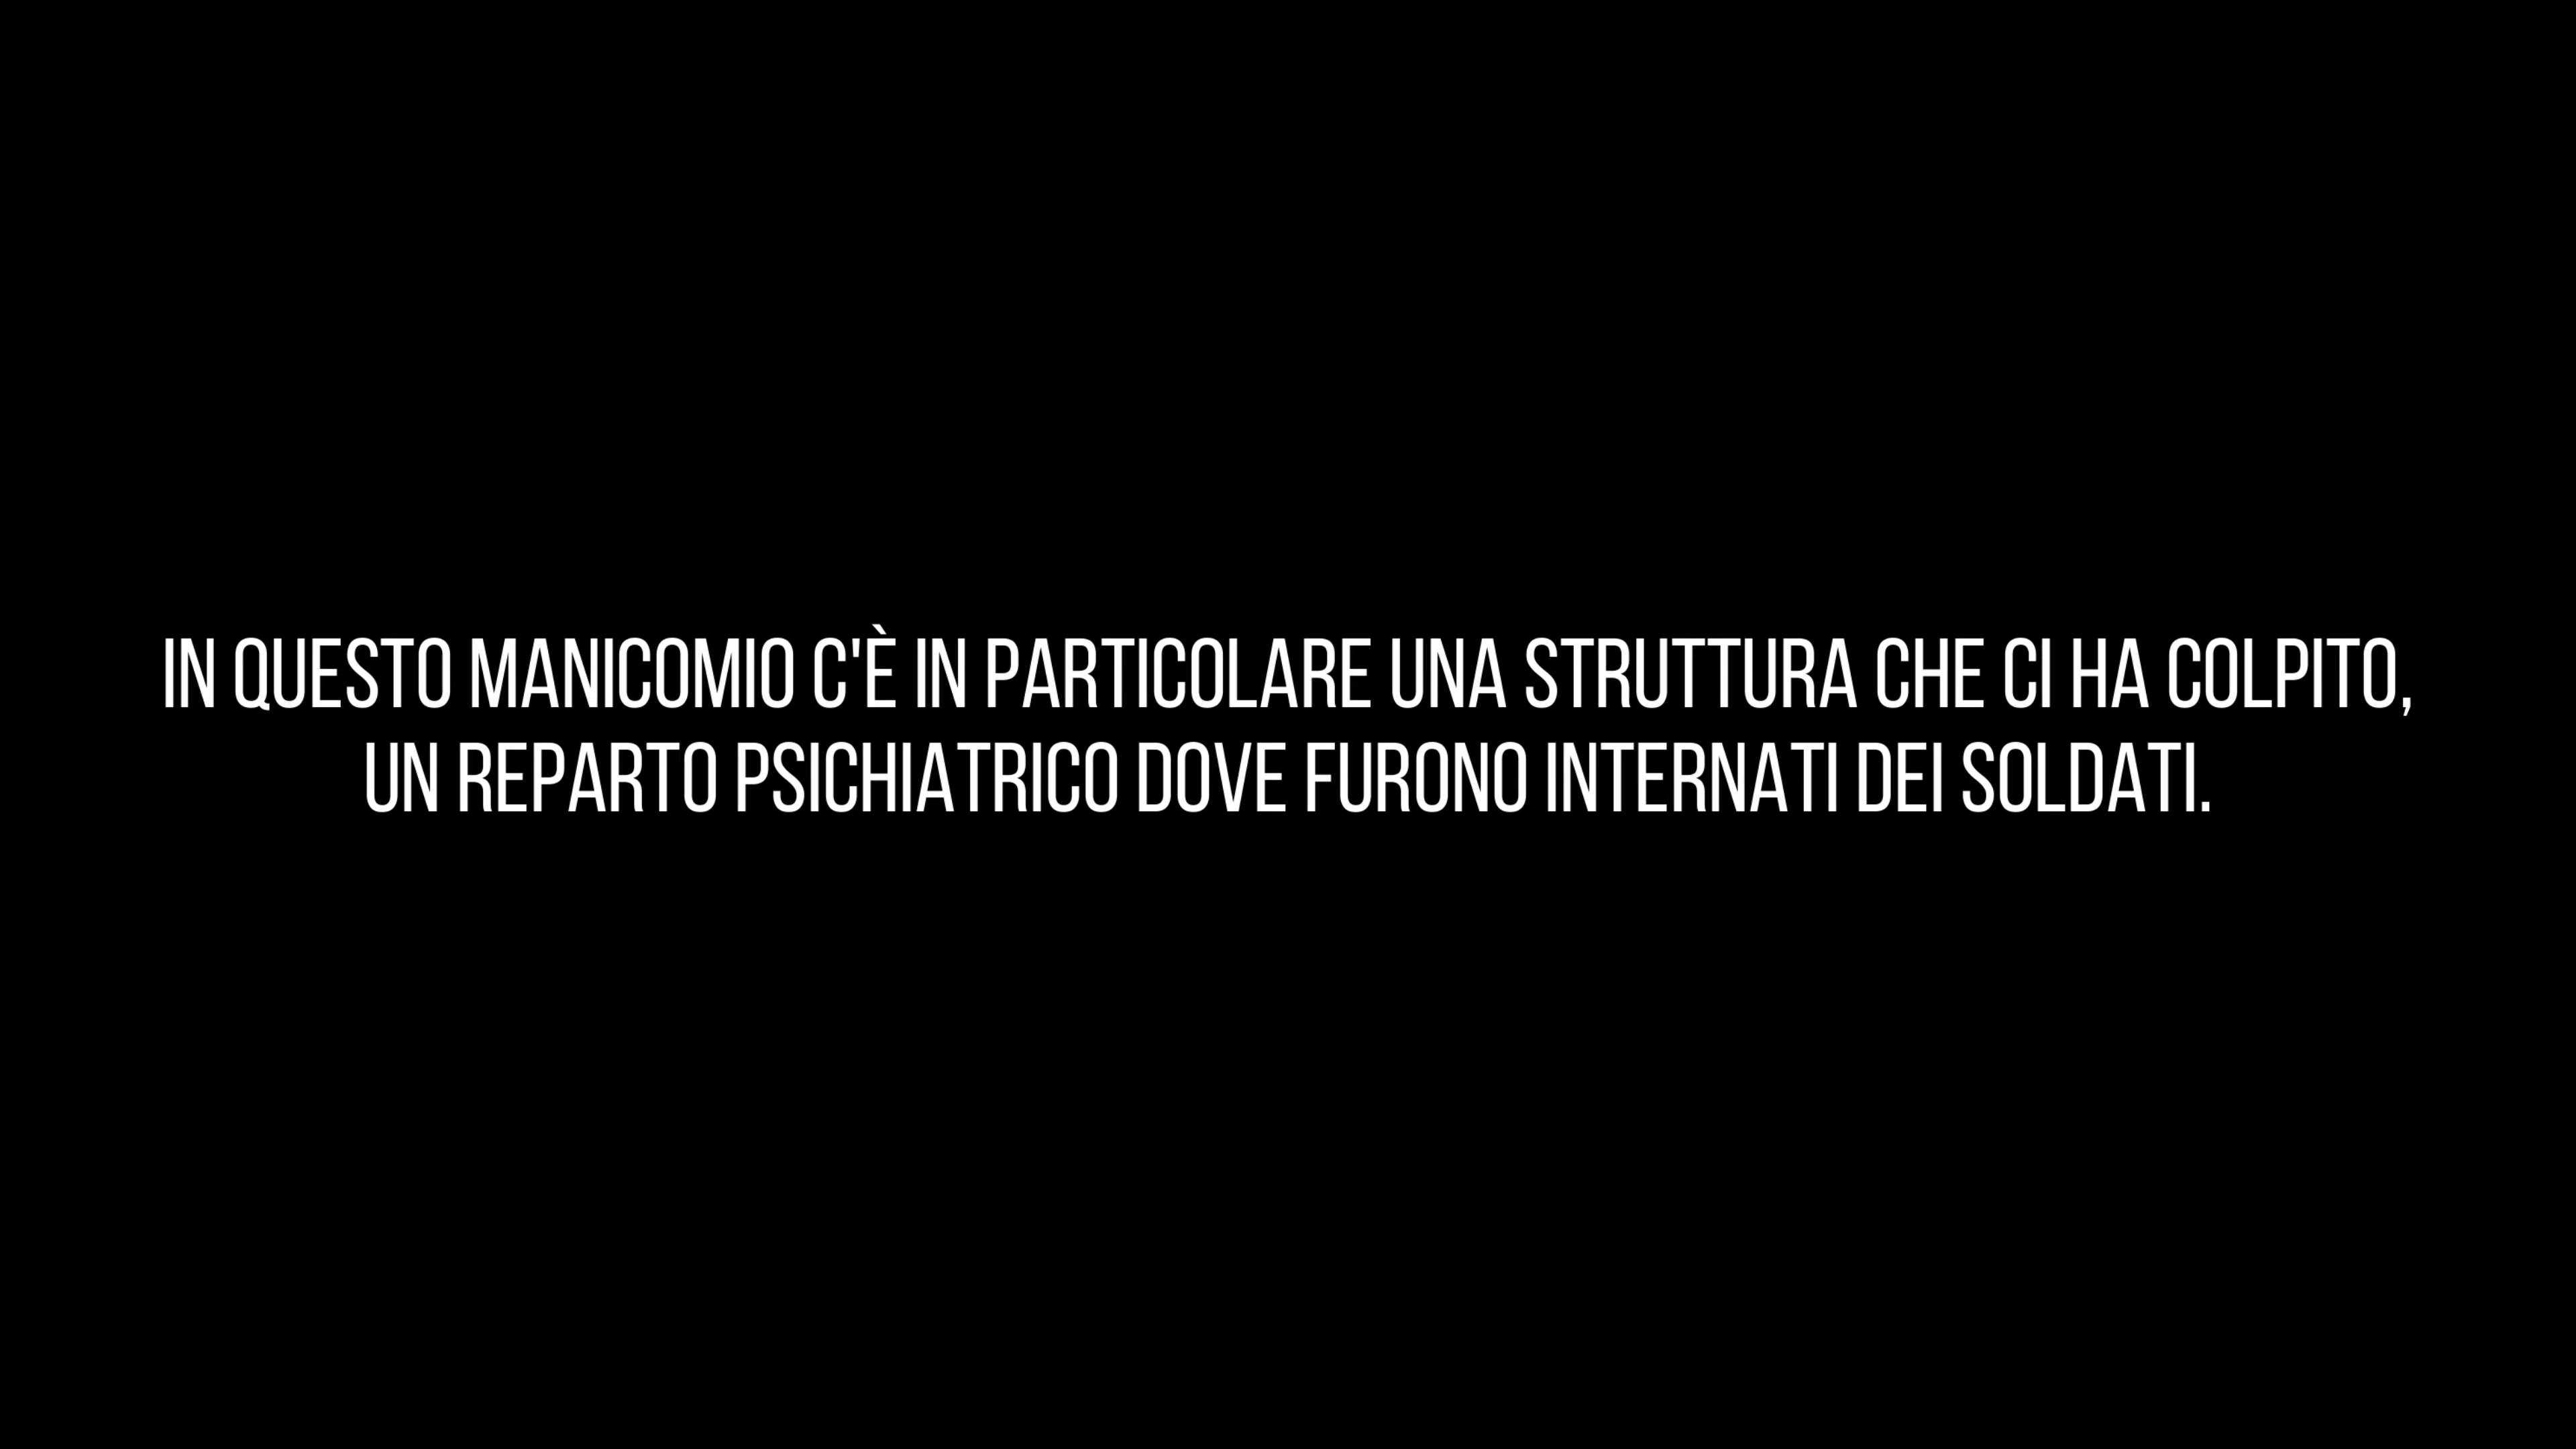 IN QUESTO MANICOMIO C'È IN PARTICOLARE UNA STRUTTURA CHE CI HA COLPITO,
UN REPARTO PSICHIATRICO DOVE FURONO INTERNATI DEI SOLDATI.